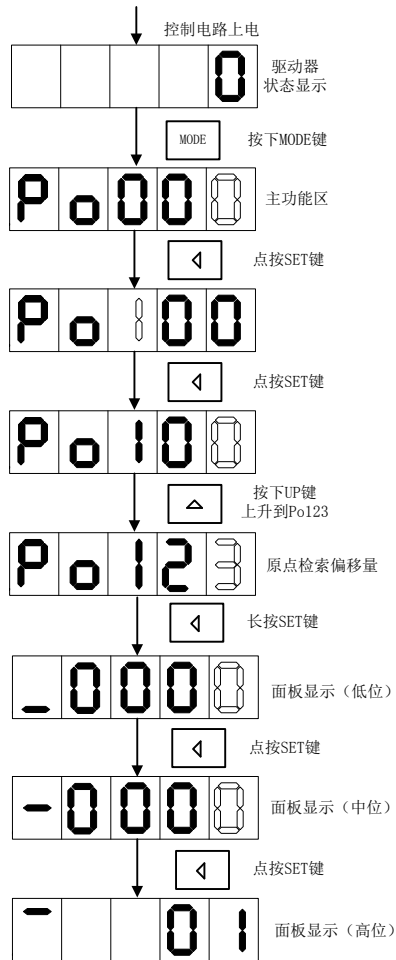 控制电路上电
0
驱动器
状态显示
MODE
按下MODE键
Po000
主功能区
点按SET键
Po100
点按SET键
Po100
按下UP键
上升到Po123
Po123
原点检索偏移量
长按SET键
_0000
面板显示（低位）
点按SET键
-0000
面板显示（中位）
点按SET键
‾  01
面板显示（高位）